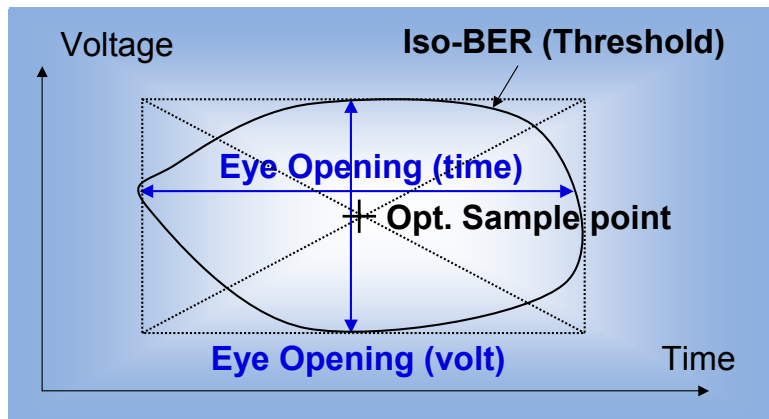 Voltage
Iso-BER (Threshold)
Eye Opening (time)
Opt. Sample point
Eye Opening (volt)
Time